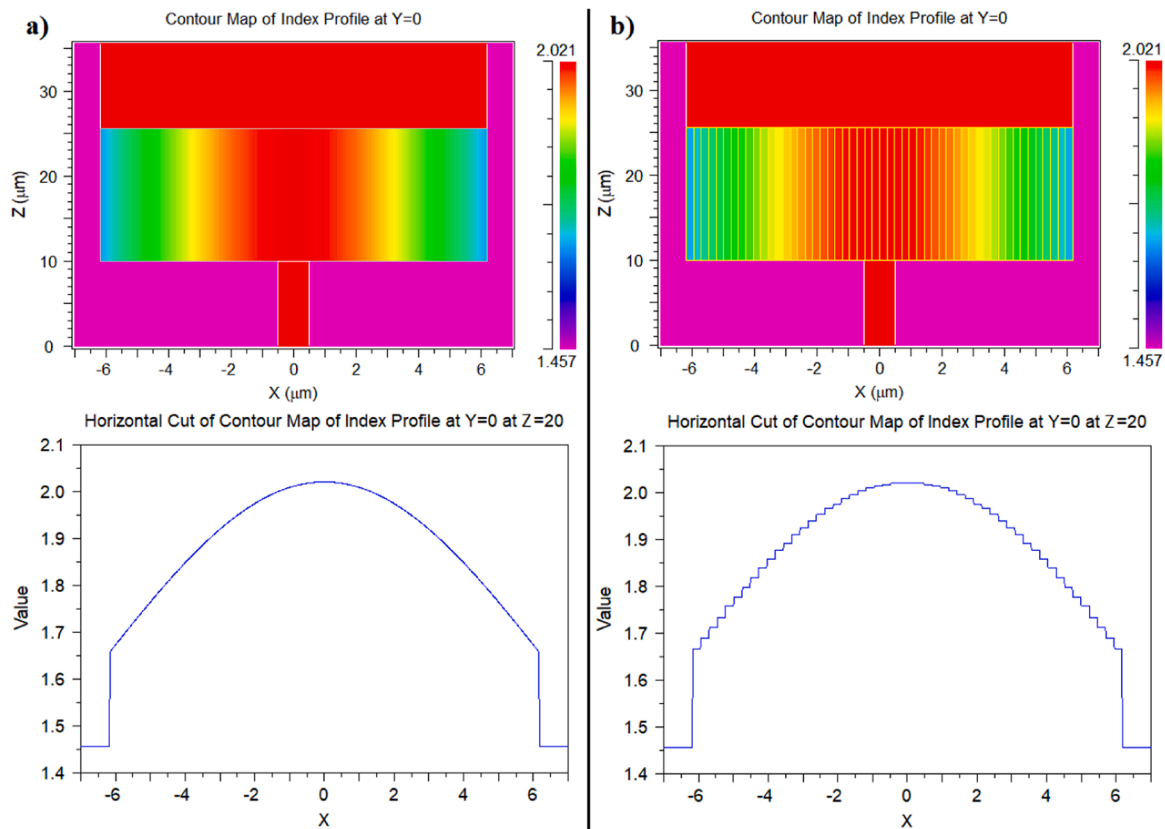 a)
Contour Map of Index Profile at Y=0
2.021
30
20
10
0
Z (μm)
-6 -4 -2 0 2 4 6
1.457
X (μm)
Horizontal Cut of Contour Map of Index Profile at Y=0 at Z=20
2.1
2.0
1.9
1.8
1.7
1.6
1.5
1.4
Value
-6 -4 -2 0 2 4 6
X
b)
Contour Map of Index Profile at Y=0
2.021
30
20
10
0
Z (μm)
-6 -4 -2 0 2 4 6
1.457
X (μm)
Horizontal Cut of Contour Map of Index Profile at Y=0 at Z=20
2.1
2.0
1.9
1.8
1.7
1.6
1.5
1.4
Value
-6 -4 -2 0 2 4 6
X